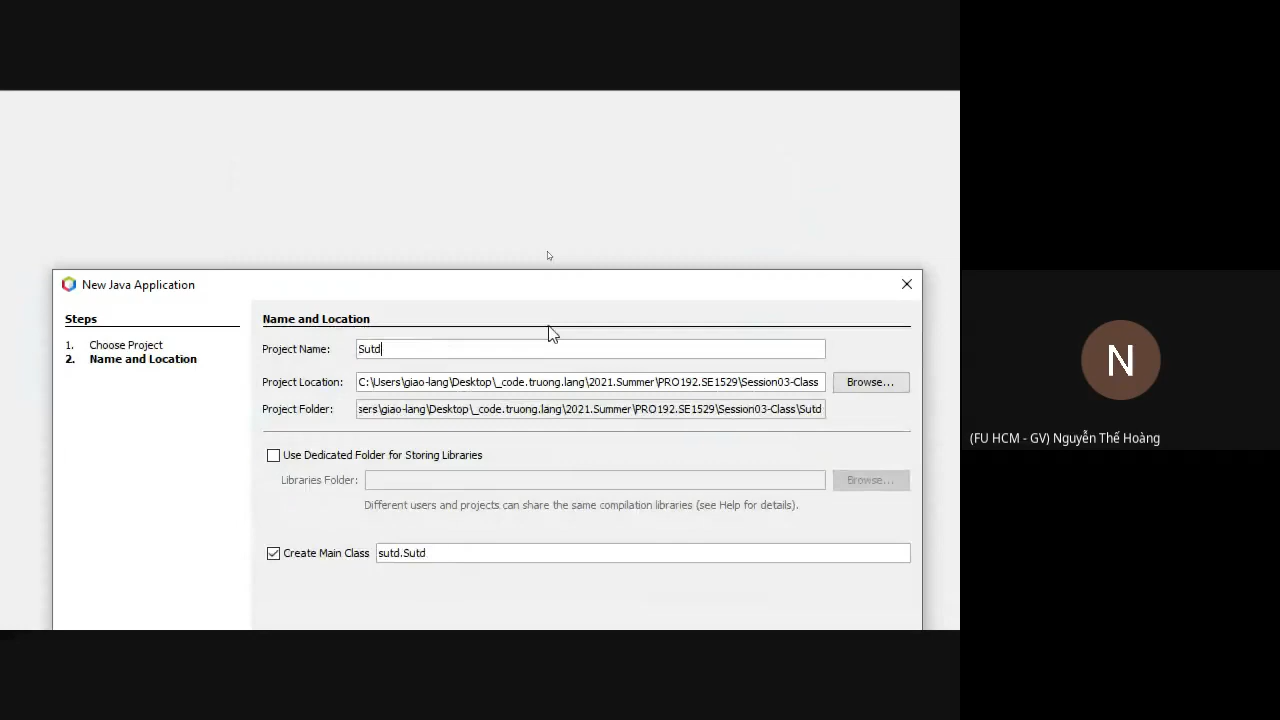 New Java Application
Steps
1. Choose Project
2. Name and Location
Name and Location
Project Name: Sutd
Project Location: C:\Users\giao-lang\Desktop\_code.truong.lang\2021.Summer\PRO192.SE1529\Session03-Class Browse...
Project Folder: sers\giao-lang\Desktop\_code.truong.lang\2021.Summer\PRO192.SE1529\Session03-Class\Sutd
Use Dedicated Folder for Storing Libraries
Libraries Folder: Browse...
Different users and projects can share the same compilation libraries (see Help for details).
Create Main Class sutd.Sutd
N
(FU HCM - GV) Nguyễn Thế Hoàng